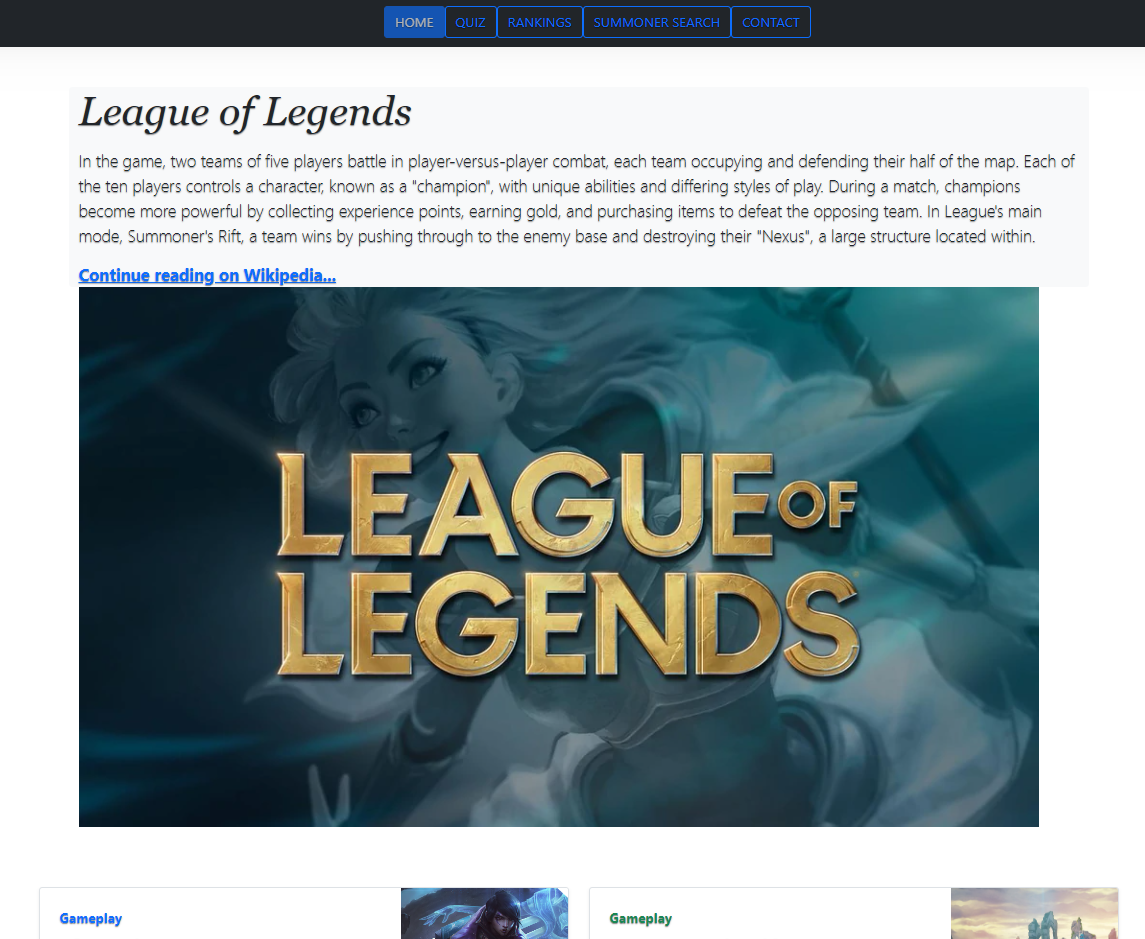 HOME QUIZ RANKINGS SUMMONER SEARCH CONTACT
League of Legends
In the game, two teams of five players battle in player-versus-player combat, each team occupying and defending their half of the map. Each of
the ten players controls a character, known as a "champion", with unique abilities and differing styles of play. During a match, champions
become more powerful by collecting experience points, earning gold, and purchasing items to defeat the opposing team. In League's main
mode, Summoner's Rift, a team wins by pushing through to the enemy base and destroying their "Nexus", a large structure located within.
Continue reading on Wikipedia...
LEAGUE OF
LEGENDS
Gameplay Gameplay